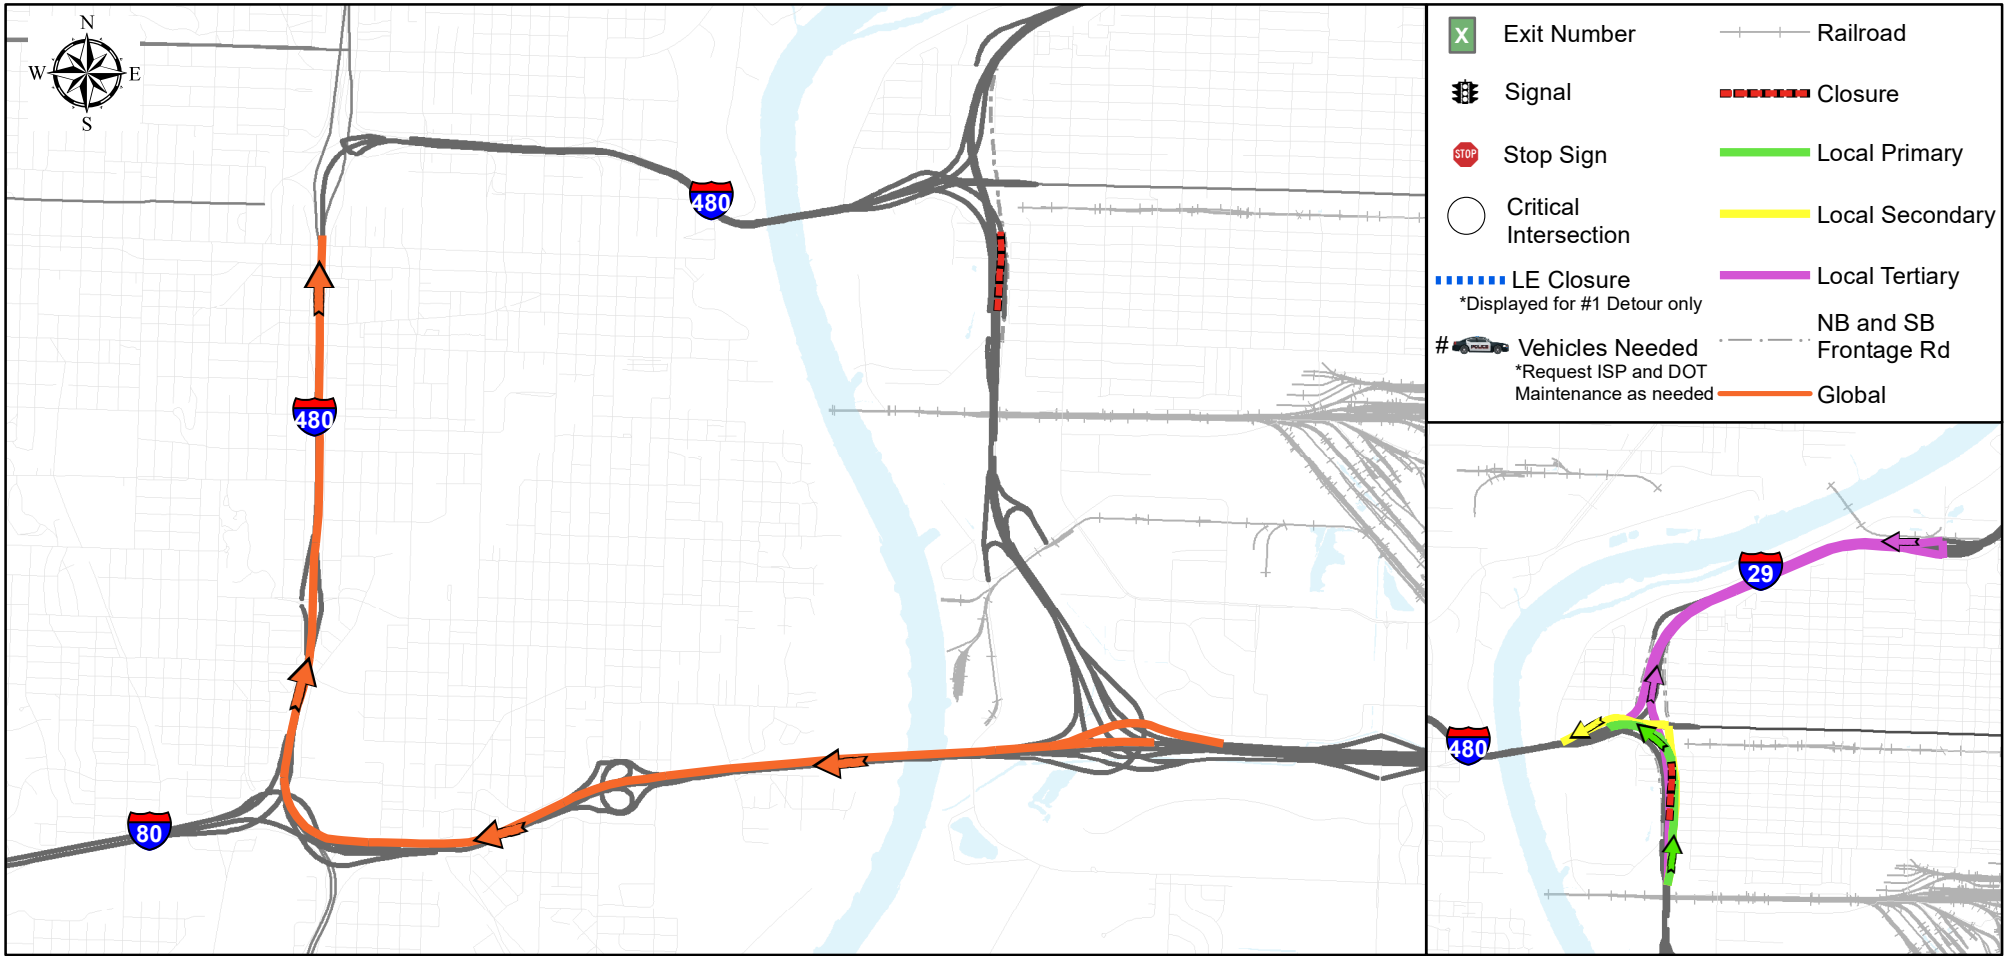 N
W E
S
480
480
80
X Exit Number
Signal
STOP Stop Sign
Critical
Intersection
LE Closure
*Displayed for #1 Detour only
# POLICE Vehicles Needed
*Request ISP and DOT
Maintenance as needed
Railroad
Closure
Local Primary
Local Secondary
Local Tertiary
NB and SB
Frontage Rd
Global
29
480